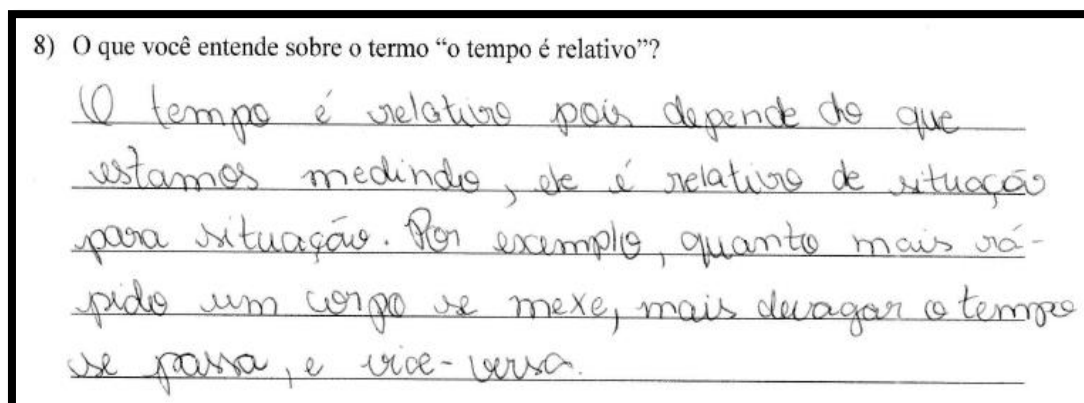 8) O que você entende sobre o termo “o tempo é relativo”?
O tempo é relativo pois depende do que
estamos medindo, ele é relativo de situação
para situação. Por exemplo, quanto mais rá-
pido um corpo se mexe, mais devagar o tempo
se passa, e vice-versa.